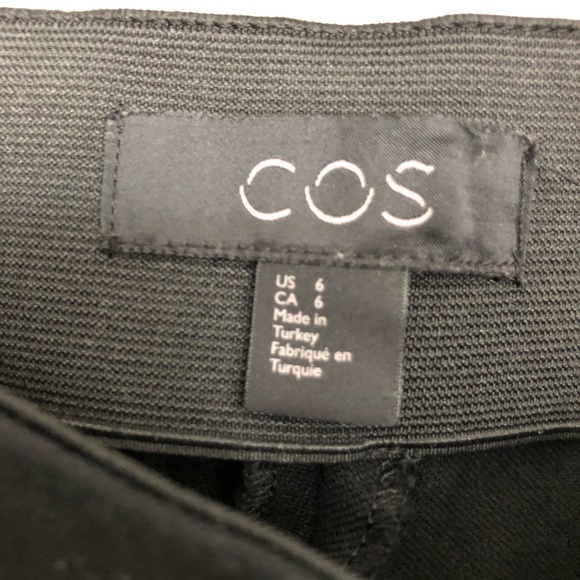 COS
US 6
CA 6
Made in
Turkey
Fabriqué en
Turquie